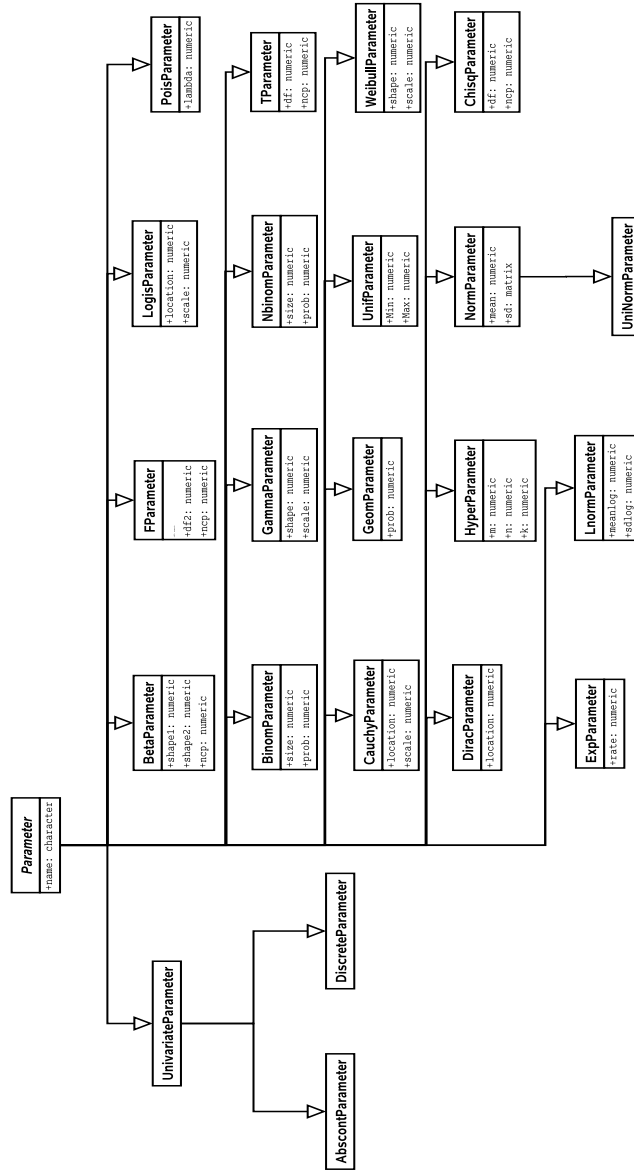 Parameter
+name: character
UnivariateParameter
AbscontParameter
DiscreteParameter
BetaParameter
+shape1: numeric
+shape2: numeric
+ncp: numeric
FParameter
+df2: numeric
+ncp: numeric
LogisParameter
+location: numeric
+scale: numeric
PoisParameter
+lambda: numeric
BinomParameter
+size: numeric
+prob: numeric
GammaParameter
+shape: numeric
+scale: numeric
NbinomParameter
+size: numeric
+prob: numeric
TParameter
+df: numeric
+ncp: numeric
CauchyParameter
+location: numeric
+scale: numeric
GeomParameter
+prob: numeric
UnifParameter
+Min: numeric
+Max: numeric
WeibullParameter
+shape: numeric
+scale: numeric
DiracParameter
+location: numeric
HyperParameter
+m: numeric
+n: numeric
+k: numeric
NormParameter
+mean: numeric
+sd: matrix
ChisqParameter
+df: numeric
+ncp: numeric
ExpParameter
+rate: numeric
LnormParameter
+meanlog: numeric
+sdlog: numeric
UniNormParameter